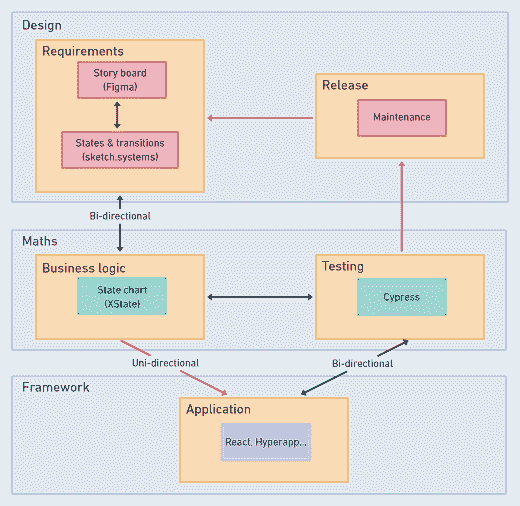 Design
Requirements
Story board
(Figma)
States & transitions
(sketch.systems)
Release
Maintenance
Bi-directional
Maths
Business logic
State chart
(XState)
Testing
Cypress
Uni-directional
Bi-directional
Framework
Application
React, Hyperapp...